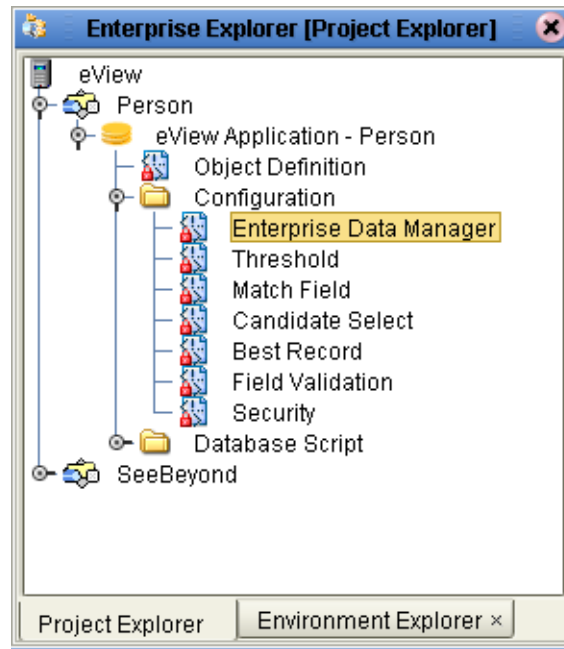 Enterprise Explorer [Project Explorer]
eView
Person
eView Application - Person
Object Definition
Configuration
Enterprise Data Manager
Threshold
Match Field
Candidate Select
Best Record
Field Validation
Security
Database Script
SeeBeyond
Project Explorer Environment Explorer ×